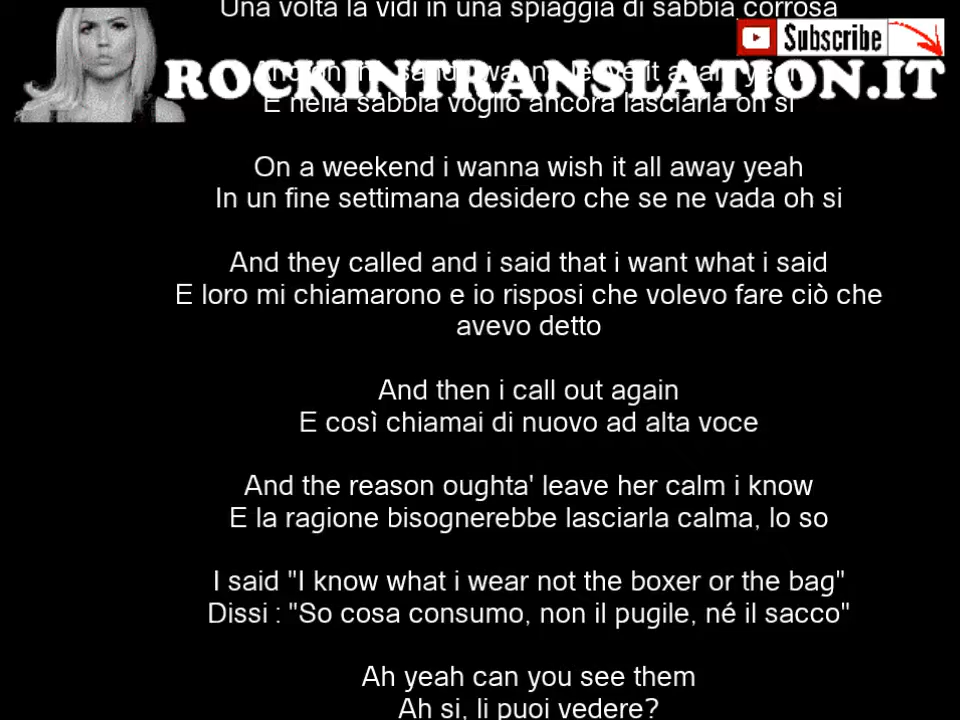 Una volta la vidi in una spiaggia di sabbia corrosa
Subscribe
ROCKINTRANSLATION.IT
E nella sabbia voglio ancora lasciarla oh si
On a weekend i wanna wish it all away yeah
In un fine settimana desidero che se ne vada oh si
And they called and i said that i want what i said
E loro mi chiamarono e io risposi che volevo fare ciò che
avevo detto
And then i call out again
E così chiamai di nuovo ad alta voce
And the reason oughta' leave her calm i know
E la ragione bisognerebbe lasciarla calma, lo so
I said "I know what i wear not the boxer or the bag"
Dissi : "So cosa consumo, non il pugile, né il sacco"
Ah yeah can you see them
Ah si, li puoi vedere?